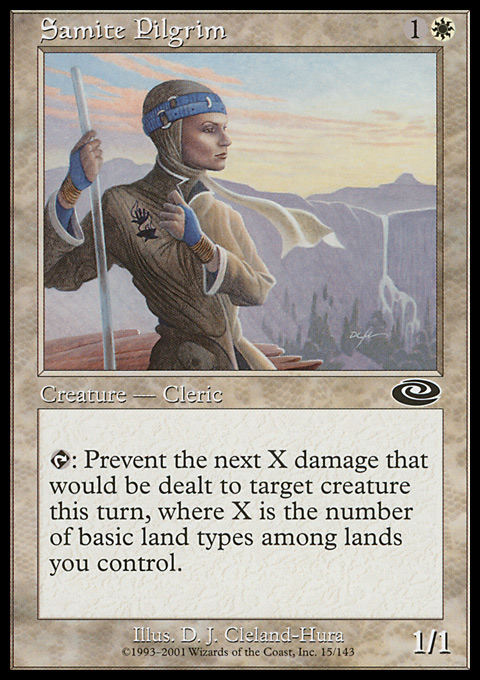 Samite Pilgrim 1
Creature — Cleric
: Prevent the next X damage that
would be dealt to target creature
this turn, where X is the number
of basic land types among lands
you control.
Illus. D. J. Cleland-Hura
1/1
©1993–2001 Wizards of the Coast, Inc. 15/143